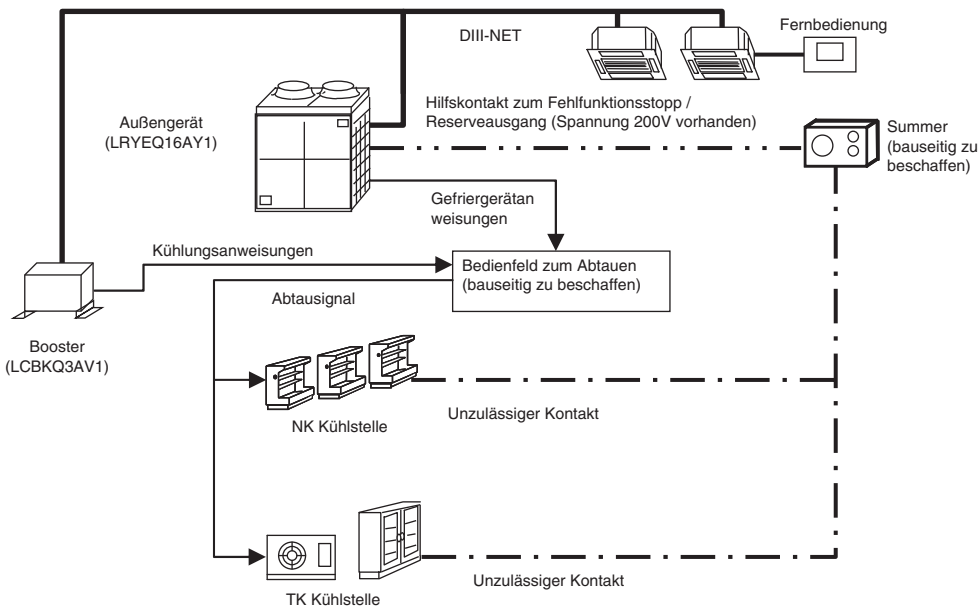 DIII-NET
Fernbedienung
Außengerät
(LRYEQ16AY1)
Hilfskontakt zum Fehlfunktionsstopp /
Reserveausgang (Spannung 200V vorhanden)
Summer
(bauseitig zu
beschaffen)
Gefriergerätan
weisungen
Kühlungsanweisungen
Bedienfeld zum Abtauen
(bauseitig zu beschaffen)
Abtausignal
Booster
(LCBKQ3AV1)
NK Kühlstelle
Unzulässiger Kontakt
TK Kühlstelle
Unzulässiger Kontakt